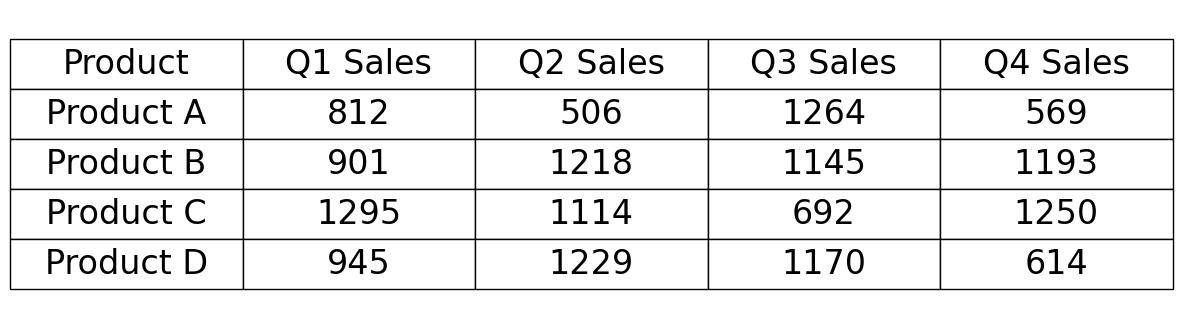 Product Q1 Sales Q2 Sales Q3 Sales Q4 Sales
Product A 812 506 1264 569
Product B 901 1218 1145 1193
Product C 1295 1114 692 1250
Product D 945 1229 1170 614